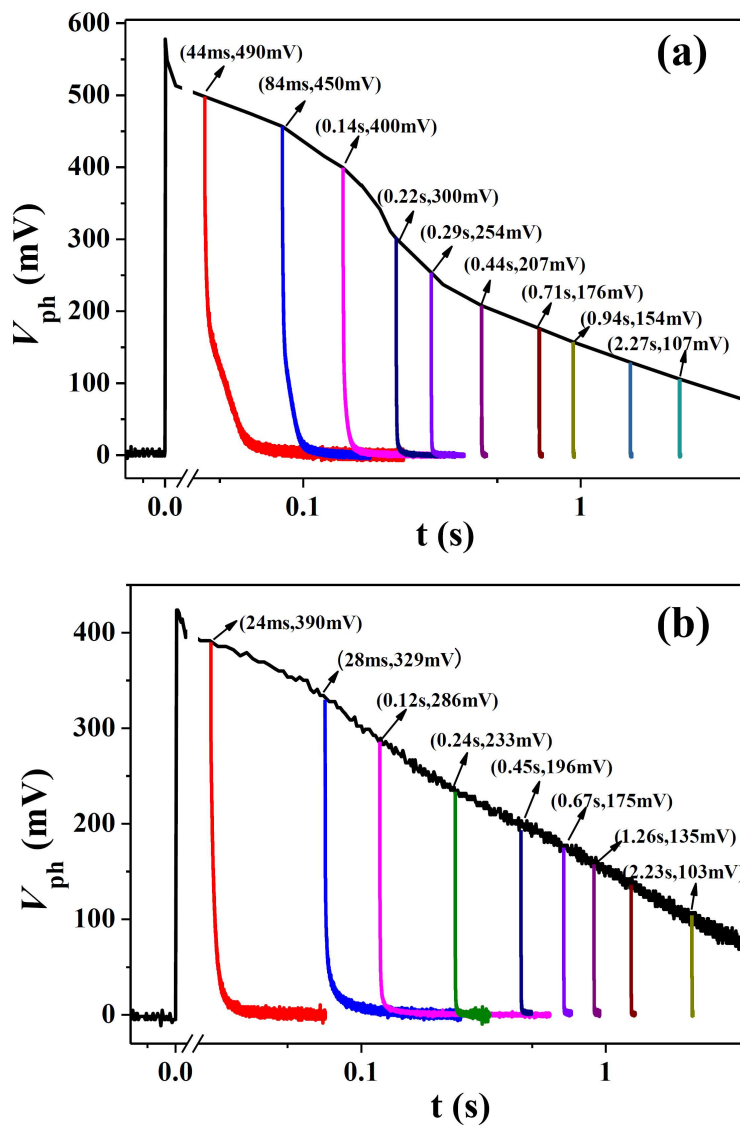 (a)
600
500
400
300
200
100
0
V_ph (mV)
(44ms,490mV)
(84ms,450mV)
(0.14s,400mV)
(0.22s,300mV)
(0.29s,254mV)
(0.44s,207mV)
(0.71s,176mV)
(0.94s,154mV)
(2.27s,107mV)
0.0 0.1 1
t (s)
(b)
400
300
200
100
0
V_ph (mV)
(24ms,390mV)
(28ms,329mV)
(0.12s,286mV)
(0.24s,233mV)
(0.45s,196mV)
(0.67s,175mV)
(1.26s,135mV)
(2.23s,103mV)
0.0 0.1 1
t (s)